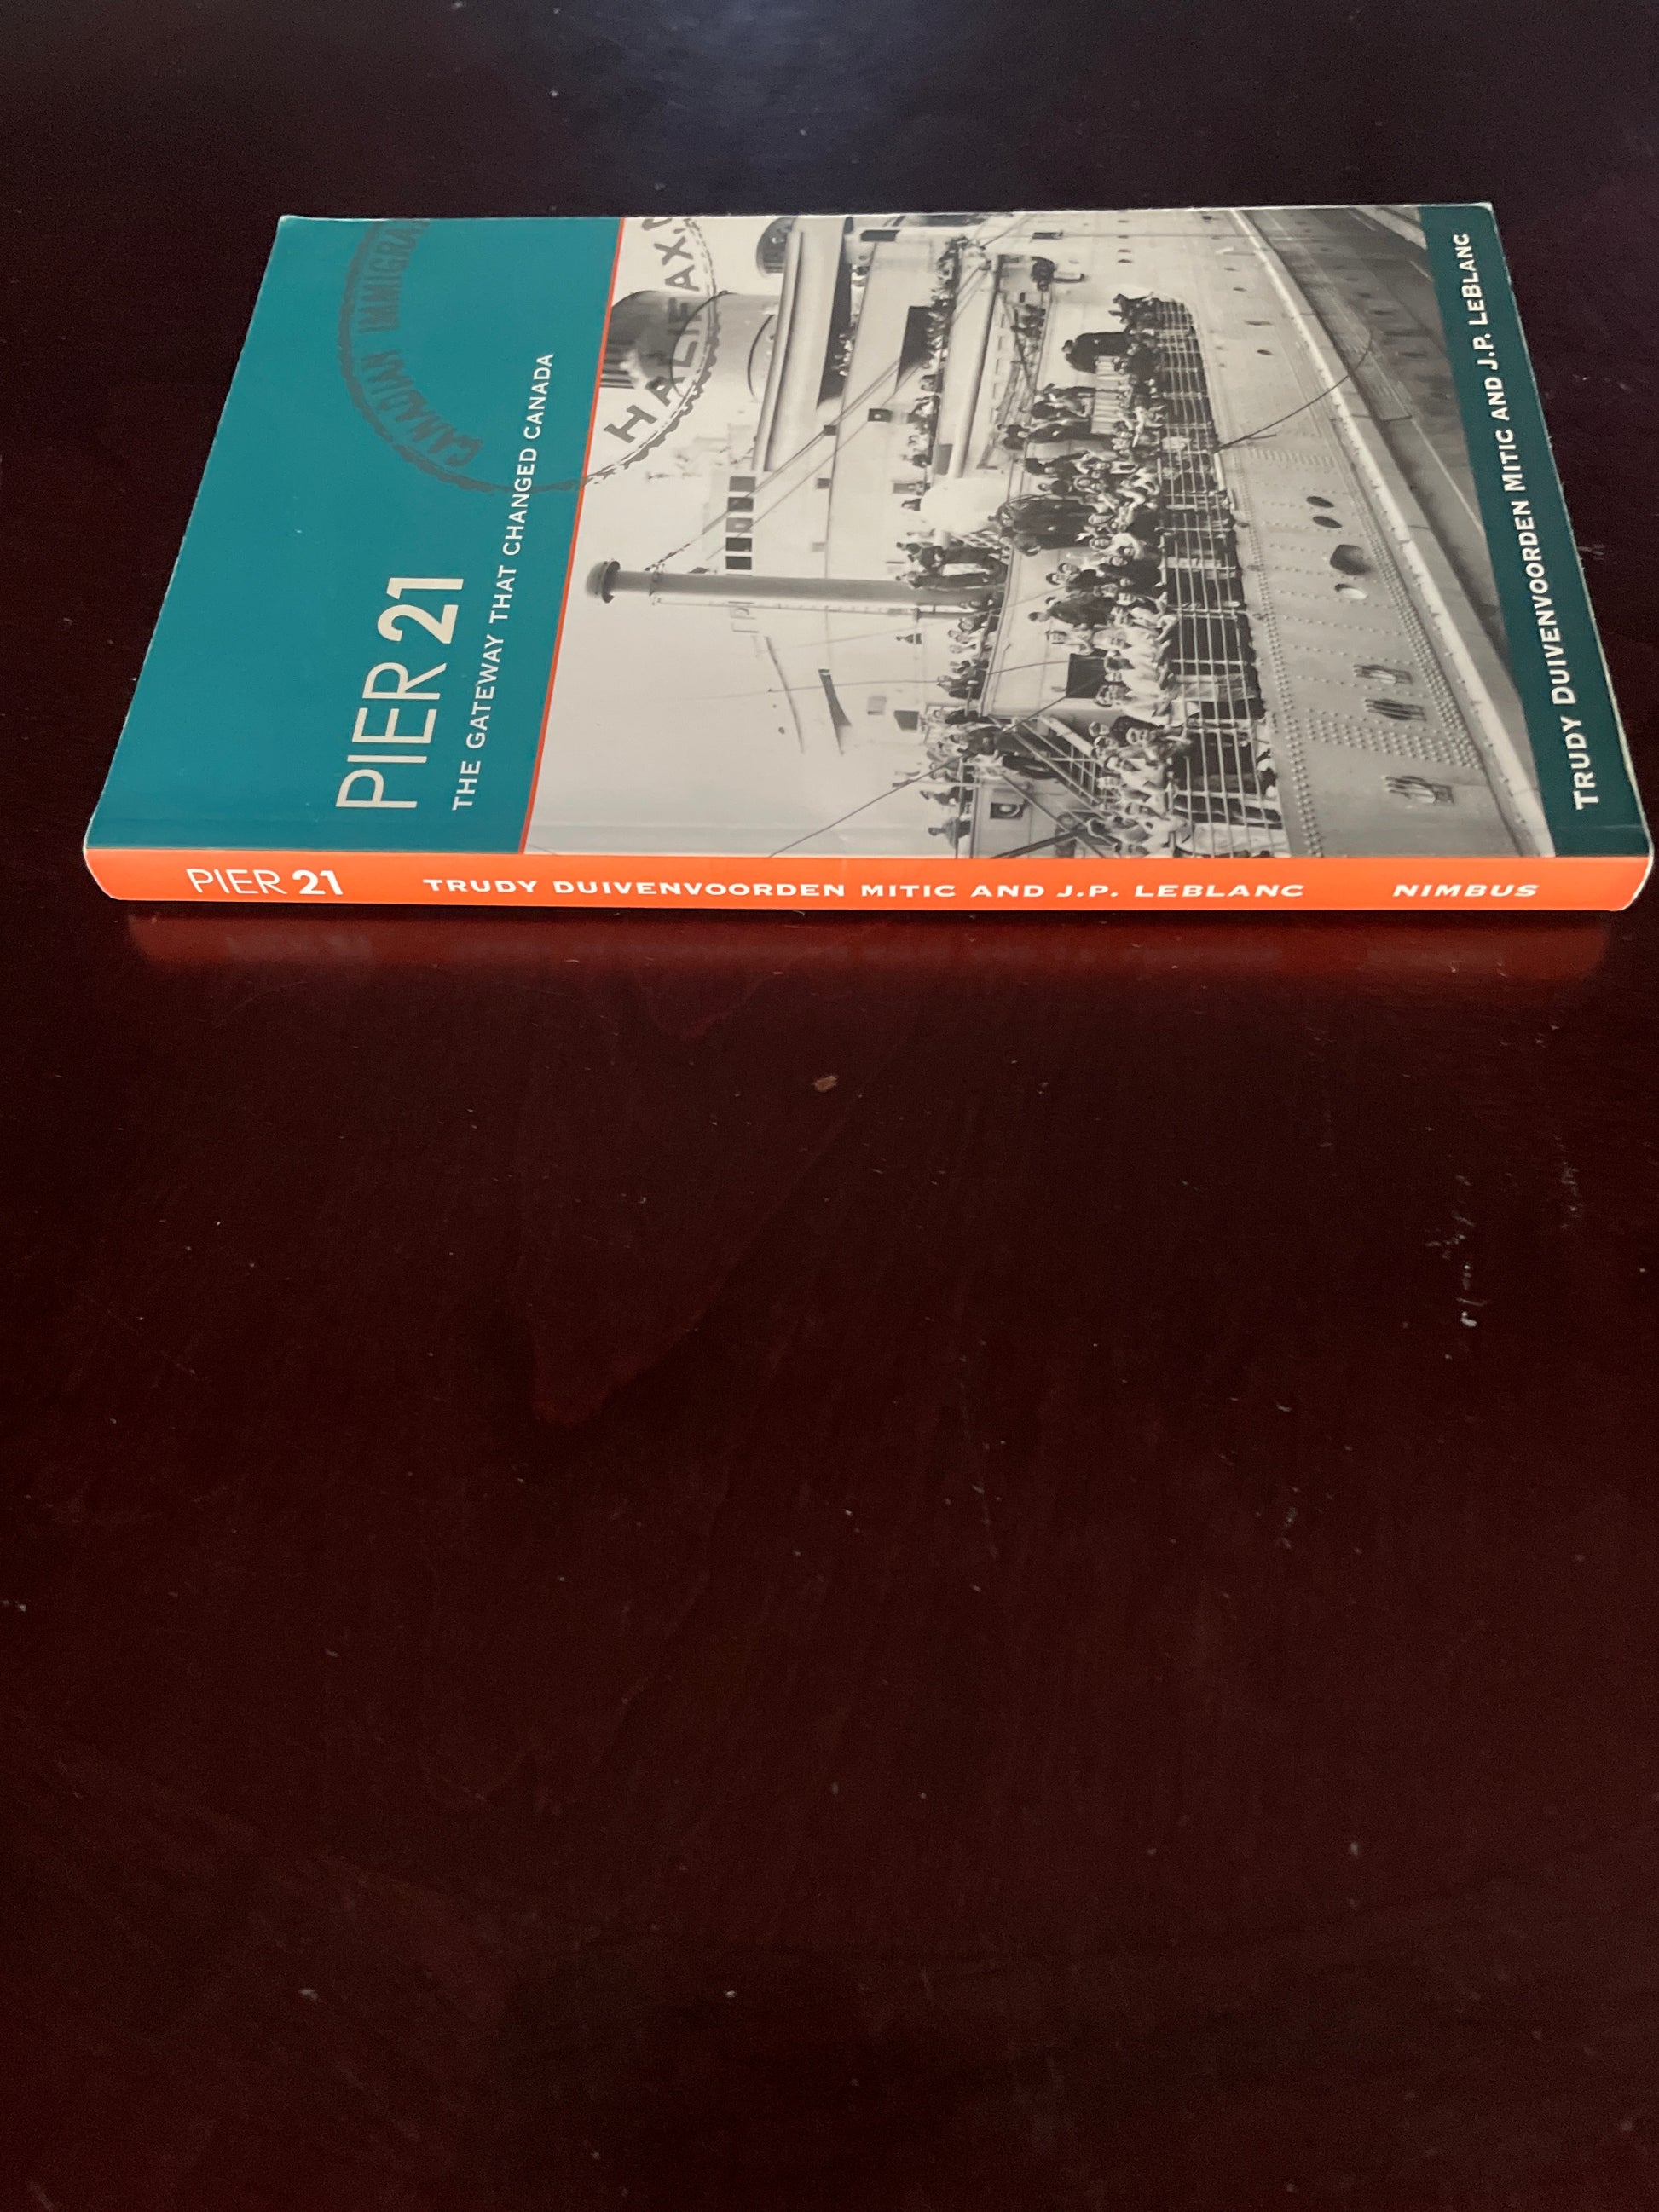 PIER 21
THE GATEWAY THAT CHANGED CANADA
CANADIAN
HALIFAX,
TRUDY DUIVENVOORDEN MITIC AND J.P. LEBLANC
PIER 21 TRUDY DUIVENVOORDEN MITIC AND J.P. LEBLANC NIMBUS